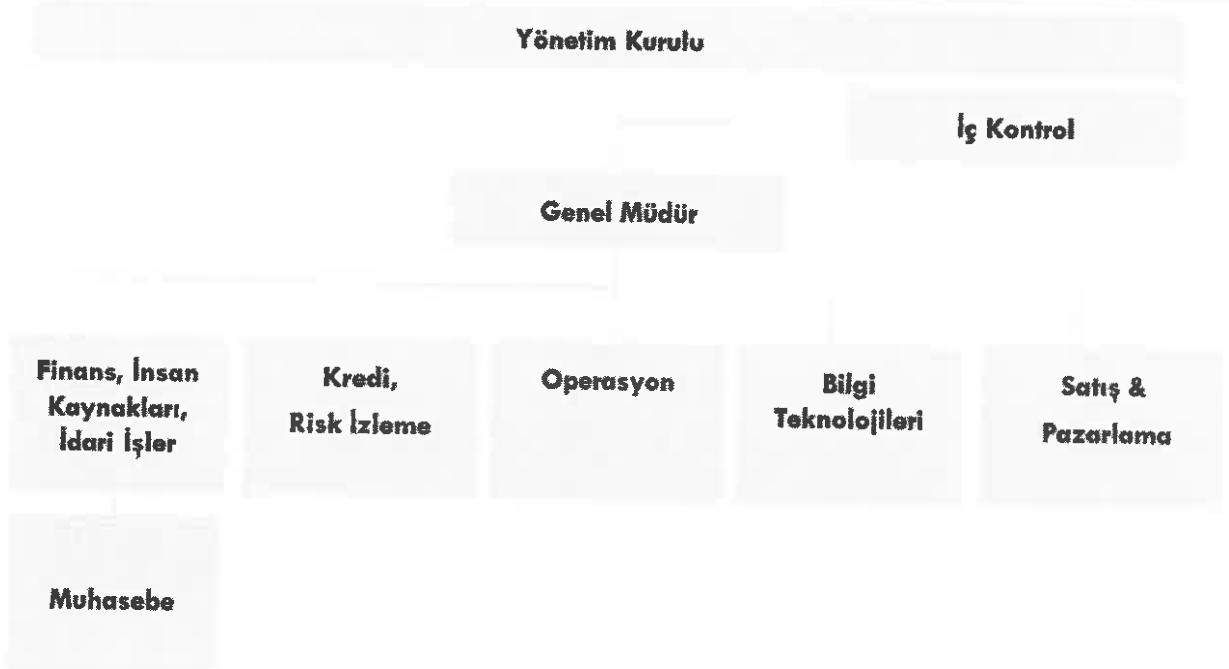 Yönetim Kurulu
İç Kontrol
Genel Müdür
Finans, İnsan
Kaynakları,
İdari İşler
Kredi,
Risk İzleme
Operasyon
Bilgi
Teknolojileri
Satış &
Pazarlama
Muhasebe